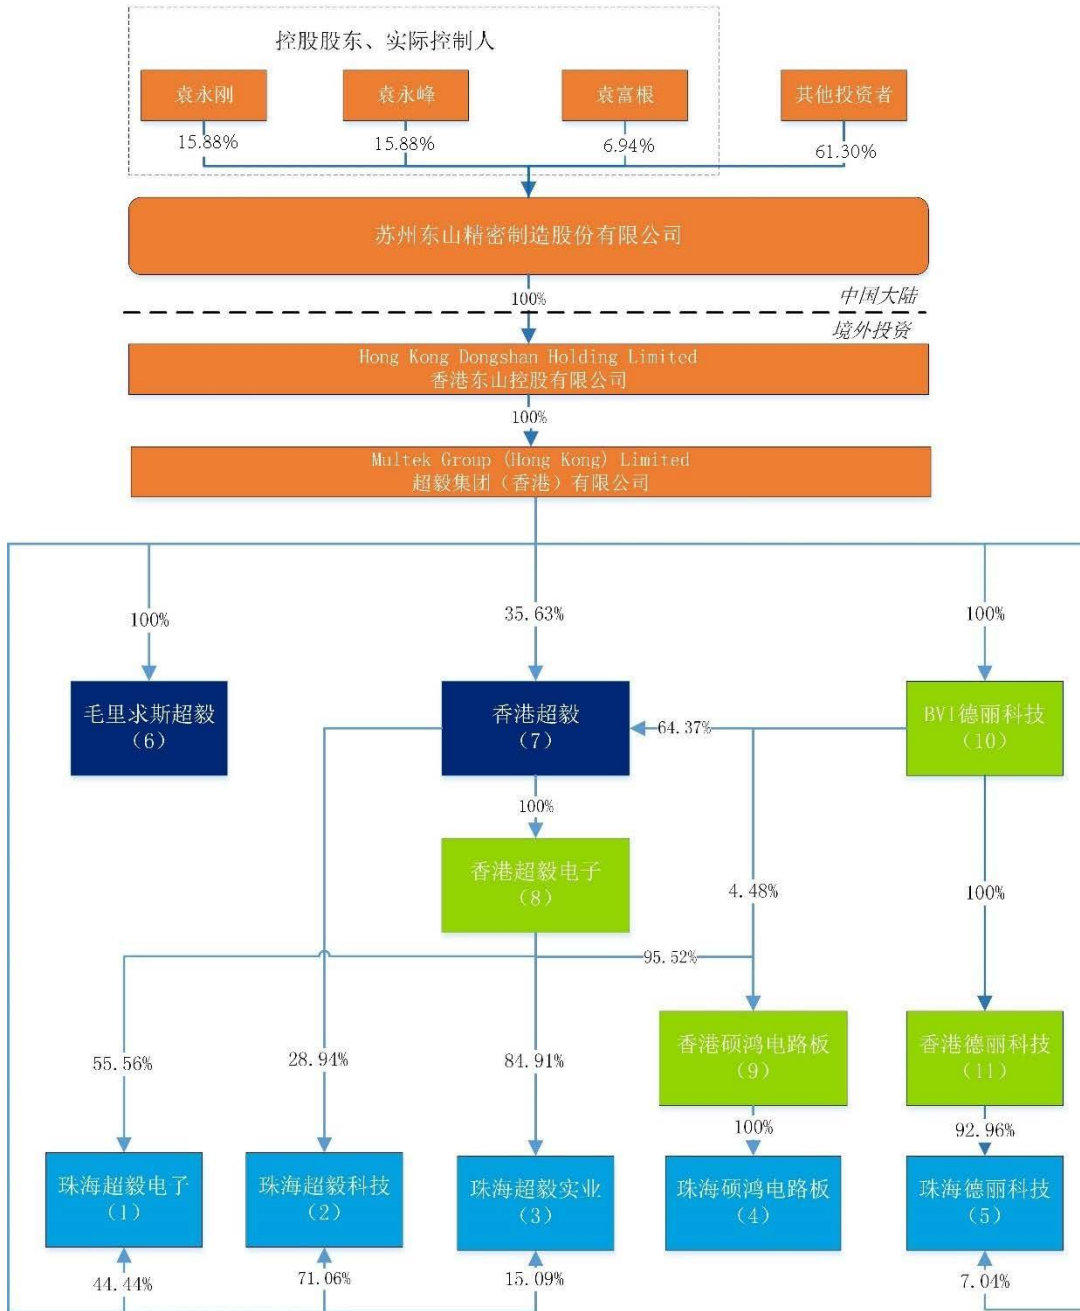 控股股东、实际控制人
袁永刚
袁永峰
袁富根
其他投资者
15.88%
15.88%
6.94%
61.30%
苏州东山精密制造股份有限公司
100%
中国大陆
境外投资
Hong Kong Dongshan Holding Limited
香港东山控股有限公司
100%
Multek Group (Hong Kong) Limited
超毅集团（香港）有限公司
100%
35.63%
100%
毛里求斯超毅
（6）
香港超毅
（7）
64.37%
BVI德丽科技
（10）
100%
香港超毅电子
（8）
4.48%
100%
95.52%
55.56%
28.94%
84.91%
香港硕鸿电路板
（9）
香港德丽科技
（11）
100%
92.96%
珠海超毅电子
（1）
珠海超毅科技
（2）
珠海超毅实业
（3）
珠海硕鸿电路板
（4）
珠海德丽科技
（5）
44.44%
71.06%
15.09%
7.04%